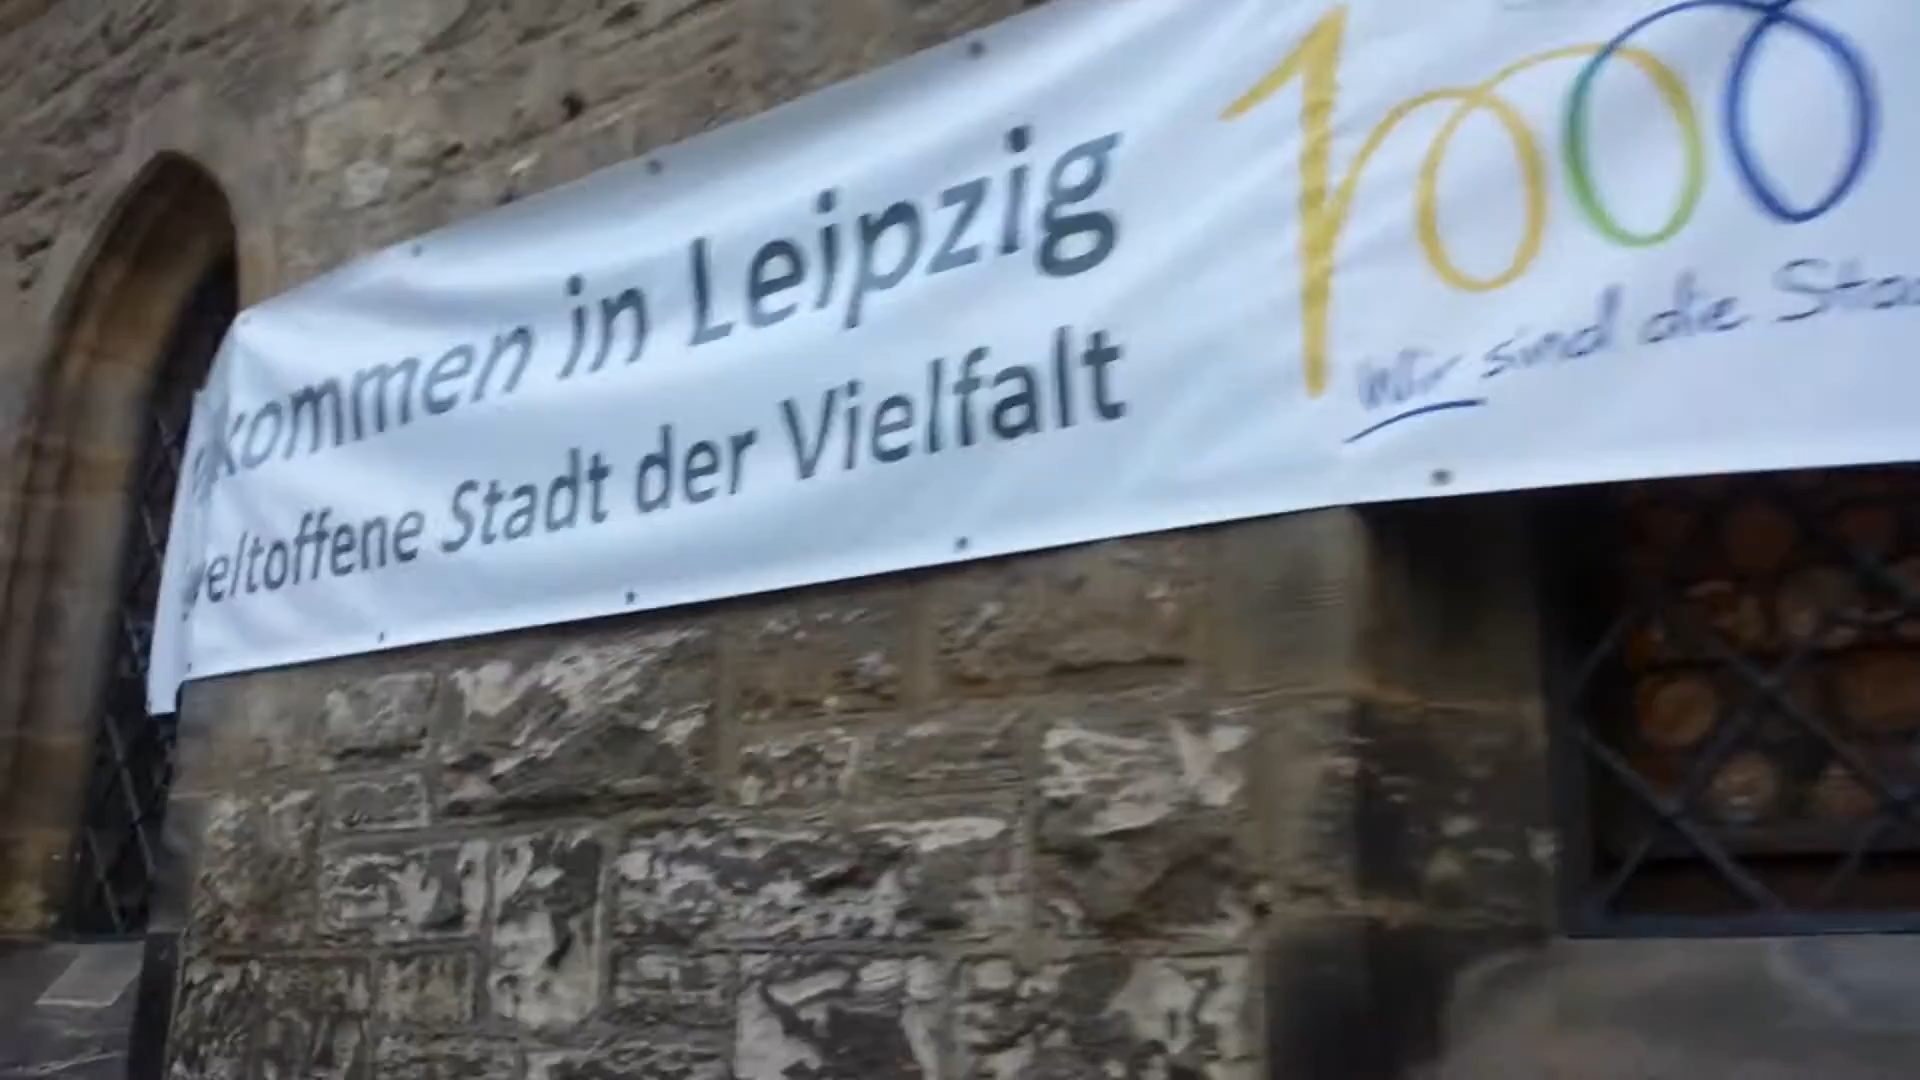 kommen in Leipzig
weltoffene Stadt der Vielfalt
1000
Wir sind die Sta